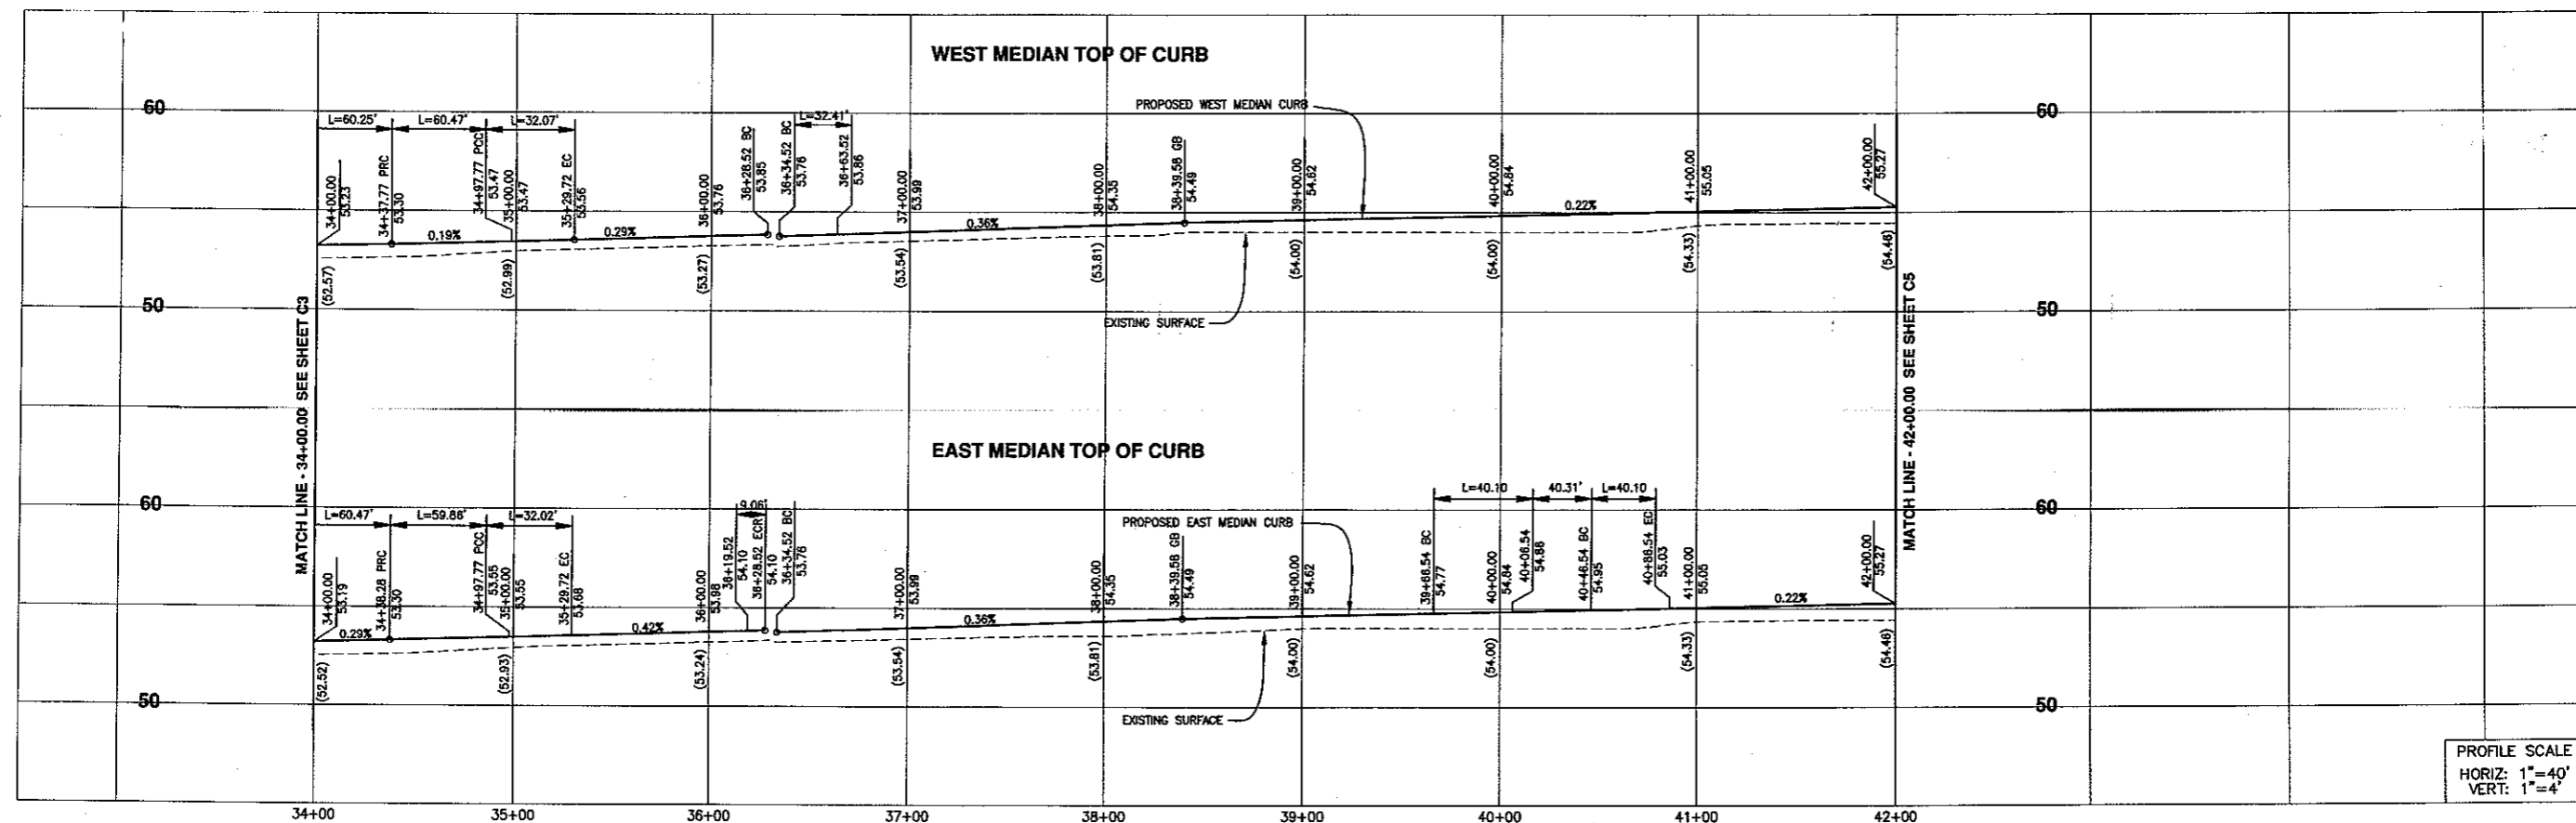 WEST MEDIAN TOP OF CURB
60
60
PROPOSED WEST MEDIAN CURB
L=60.25'
L=60.47'
L=32.07'
L=32.41'
34+00.00
53.23
34+37.77 PRC
53.30
34+97.77 PCC
53.47
35+00.00
53.47
35+29.72 EC
53.56
36+00.00
53.76
36+28.52 BC
53.85
36+34.52 BC
53.76
36+63.52
53.86
37+00.00
53.99
38+00.00
54.35
38+39.58 GB
54.49
39+00.00
54.62
40+00.00
54.84
41+00.00
55.05
42+00.00
55.27
0.19%
0.29%
0.36%
0.22%
(52.57)
(52.99)
(53.27)
(53.54)
(53.81)
(54.00)
(54.00)
(54.33)
(54.46)
50
50
EXISTING SURFACE
MATCH LINE - 34+00.00 SEE SHEET C3
MATCH LINE - 42+00.00 SEE SHEET C5
EAST MEDIAN TOP OF CURB
60
60
PROPOSED EAST MEDIAN CURB
L=60.47'
L=59.88'
L=32.02'
9.06'
L=40.10
40.31'
L=40.10
34+00.00
53.19
34+38.28 PRC
53.30
34+97.77 PCC
53.55
35+00.00
53.55
35+29.72 EC
53.68
36+00.00
53.98
36+19.52
54.10
36+28.52 ECR
54.10
36+34.52 BC
53.76
37+00.00
53.99
38+00.00
54.35
38+39.58 GB
54.49
39+00.00
54.62
39+66.54 BC
54.77
40+00.00
54.84
40+06.54
54.86
40+46.54 BC
54.95
40+86.54 EC
55.03
41+00.00
55.05
42+00.00
55.27
0.29%
0.42%
0.36%
0.22%
(52.52)
(52.93)
(53.24)
(53.54)
(53.81)
(54.00)
(54.00)
(54.33)
(54.46)
50
50
EXISTING SURFACE
PROFILE SCALE
HORIZ: 1"=40'
VERT: 1"=4'
34+00
35+00
36+00
37+00
38+00
39+00
40+00
41+00
42+00